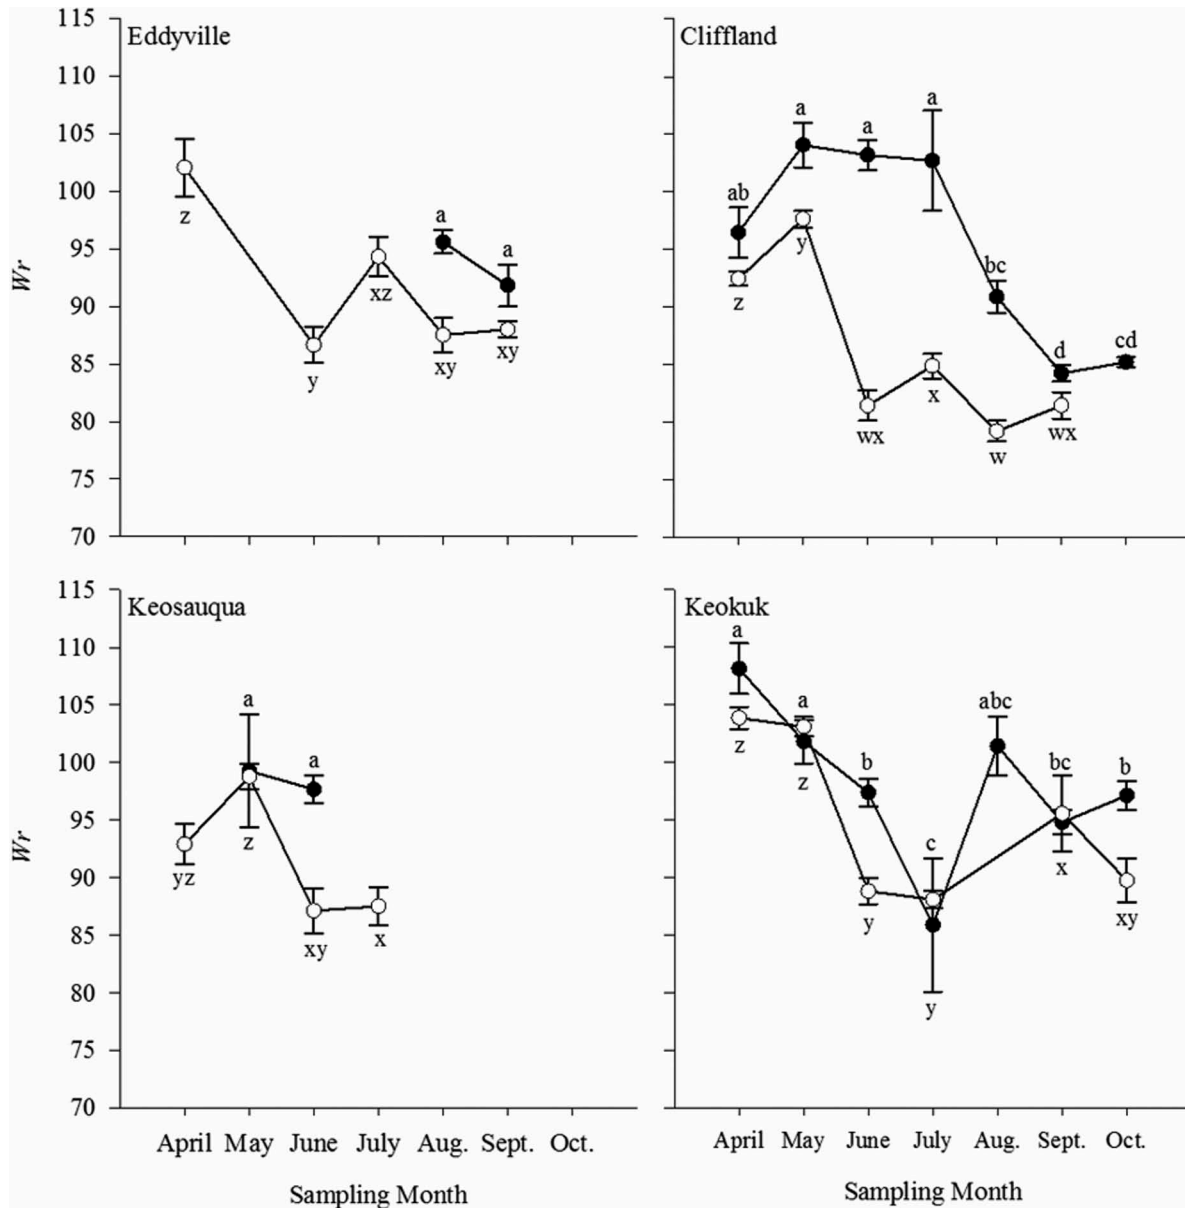 Eddyville
Cliffland
115
110
105
100
95
90
85
80
75
70
Wr
z
y
xz
a
xy
a
xy
ab
z
a
y
a
wx
a
x
bc
w
d
wx
cd
Keosauqua
Keokuk
115
110
105
100
95
90
85
80
75
70
Wr
yz
a
z
a
xy
x
a
z
a
z
b
y
c
y
abc
bc
x
b
xy
April May June July Aug. Sept. Oct.
Sampling Month
April May June July Aug. Sept. Oct.
Sampling Month